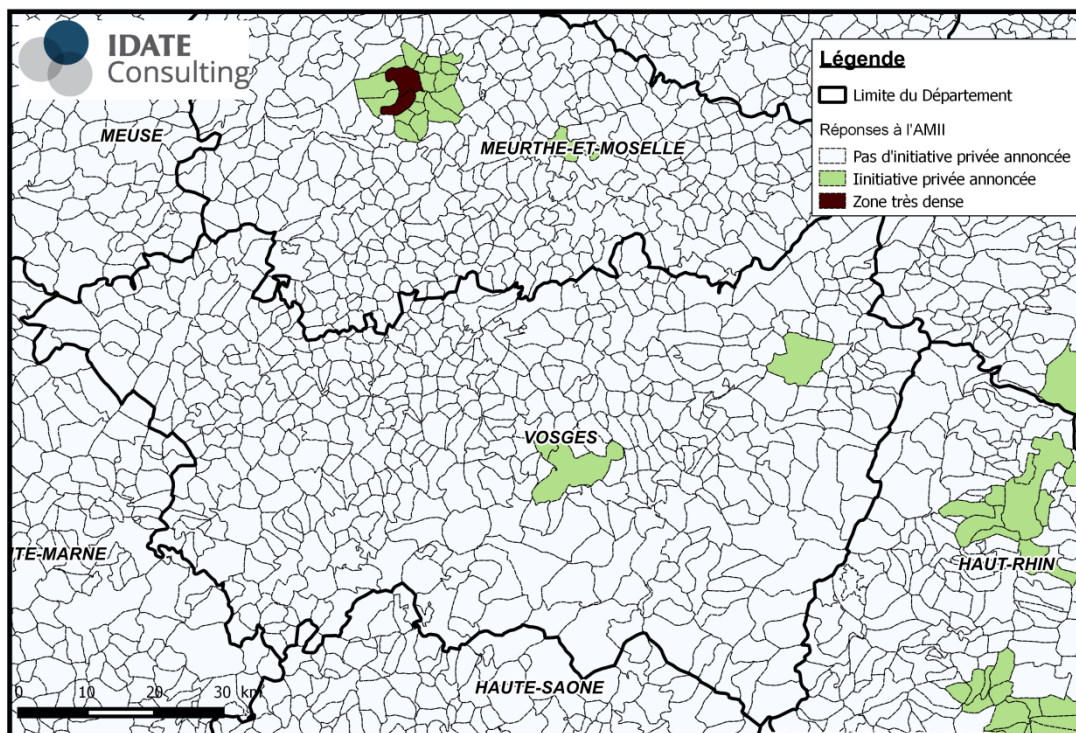 IDATE
Consulting
Légende
Limite du Département
Réponses à l'AMII
Pas d'initiative privée annoncée
Iinitiative privée annoncée
Zone très dense
MEUSE
MEURTHE-ET-MOSELLE
VOSGES
TE-MARNE
HAUT-RHIN
HAUTE-SAONE
0 10 20 30 km